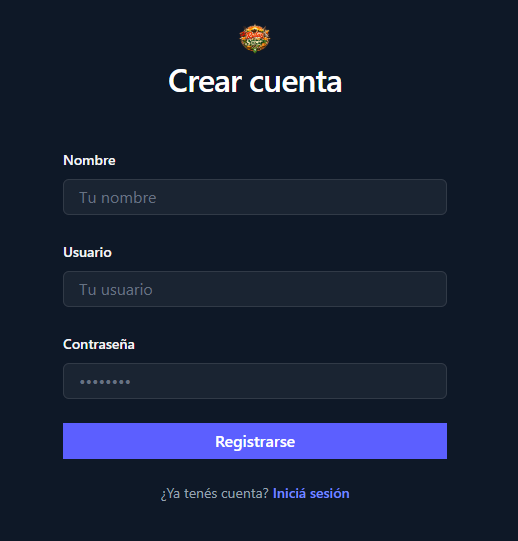 Crear cuenta
Nombre
Tu nombre
Usuario
Tu usuario
Contraseña
••••••••
Registrarse
¿Ya tenés cuenta? Iniciá sesión